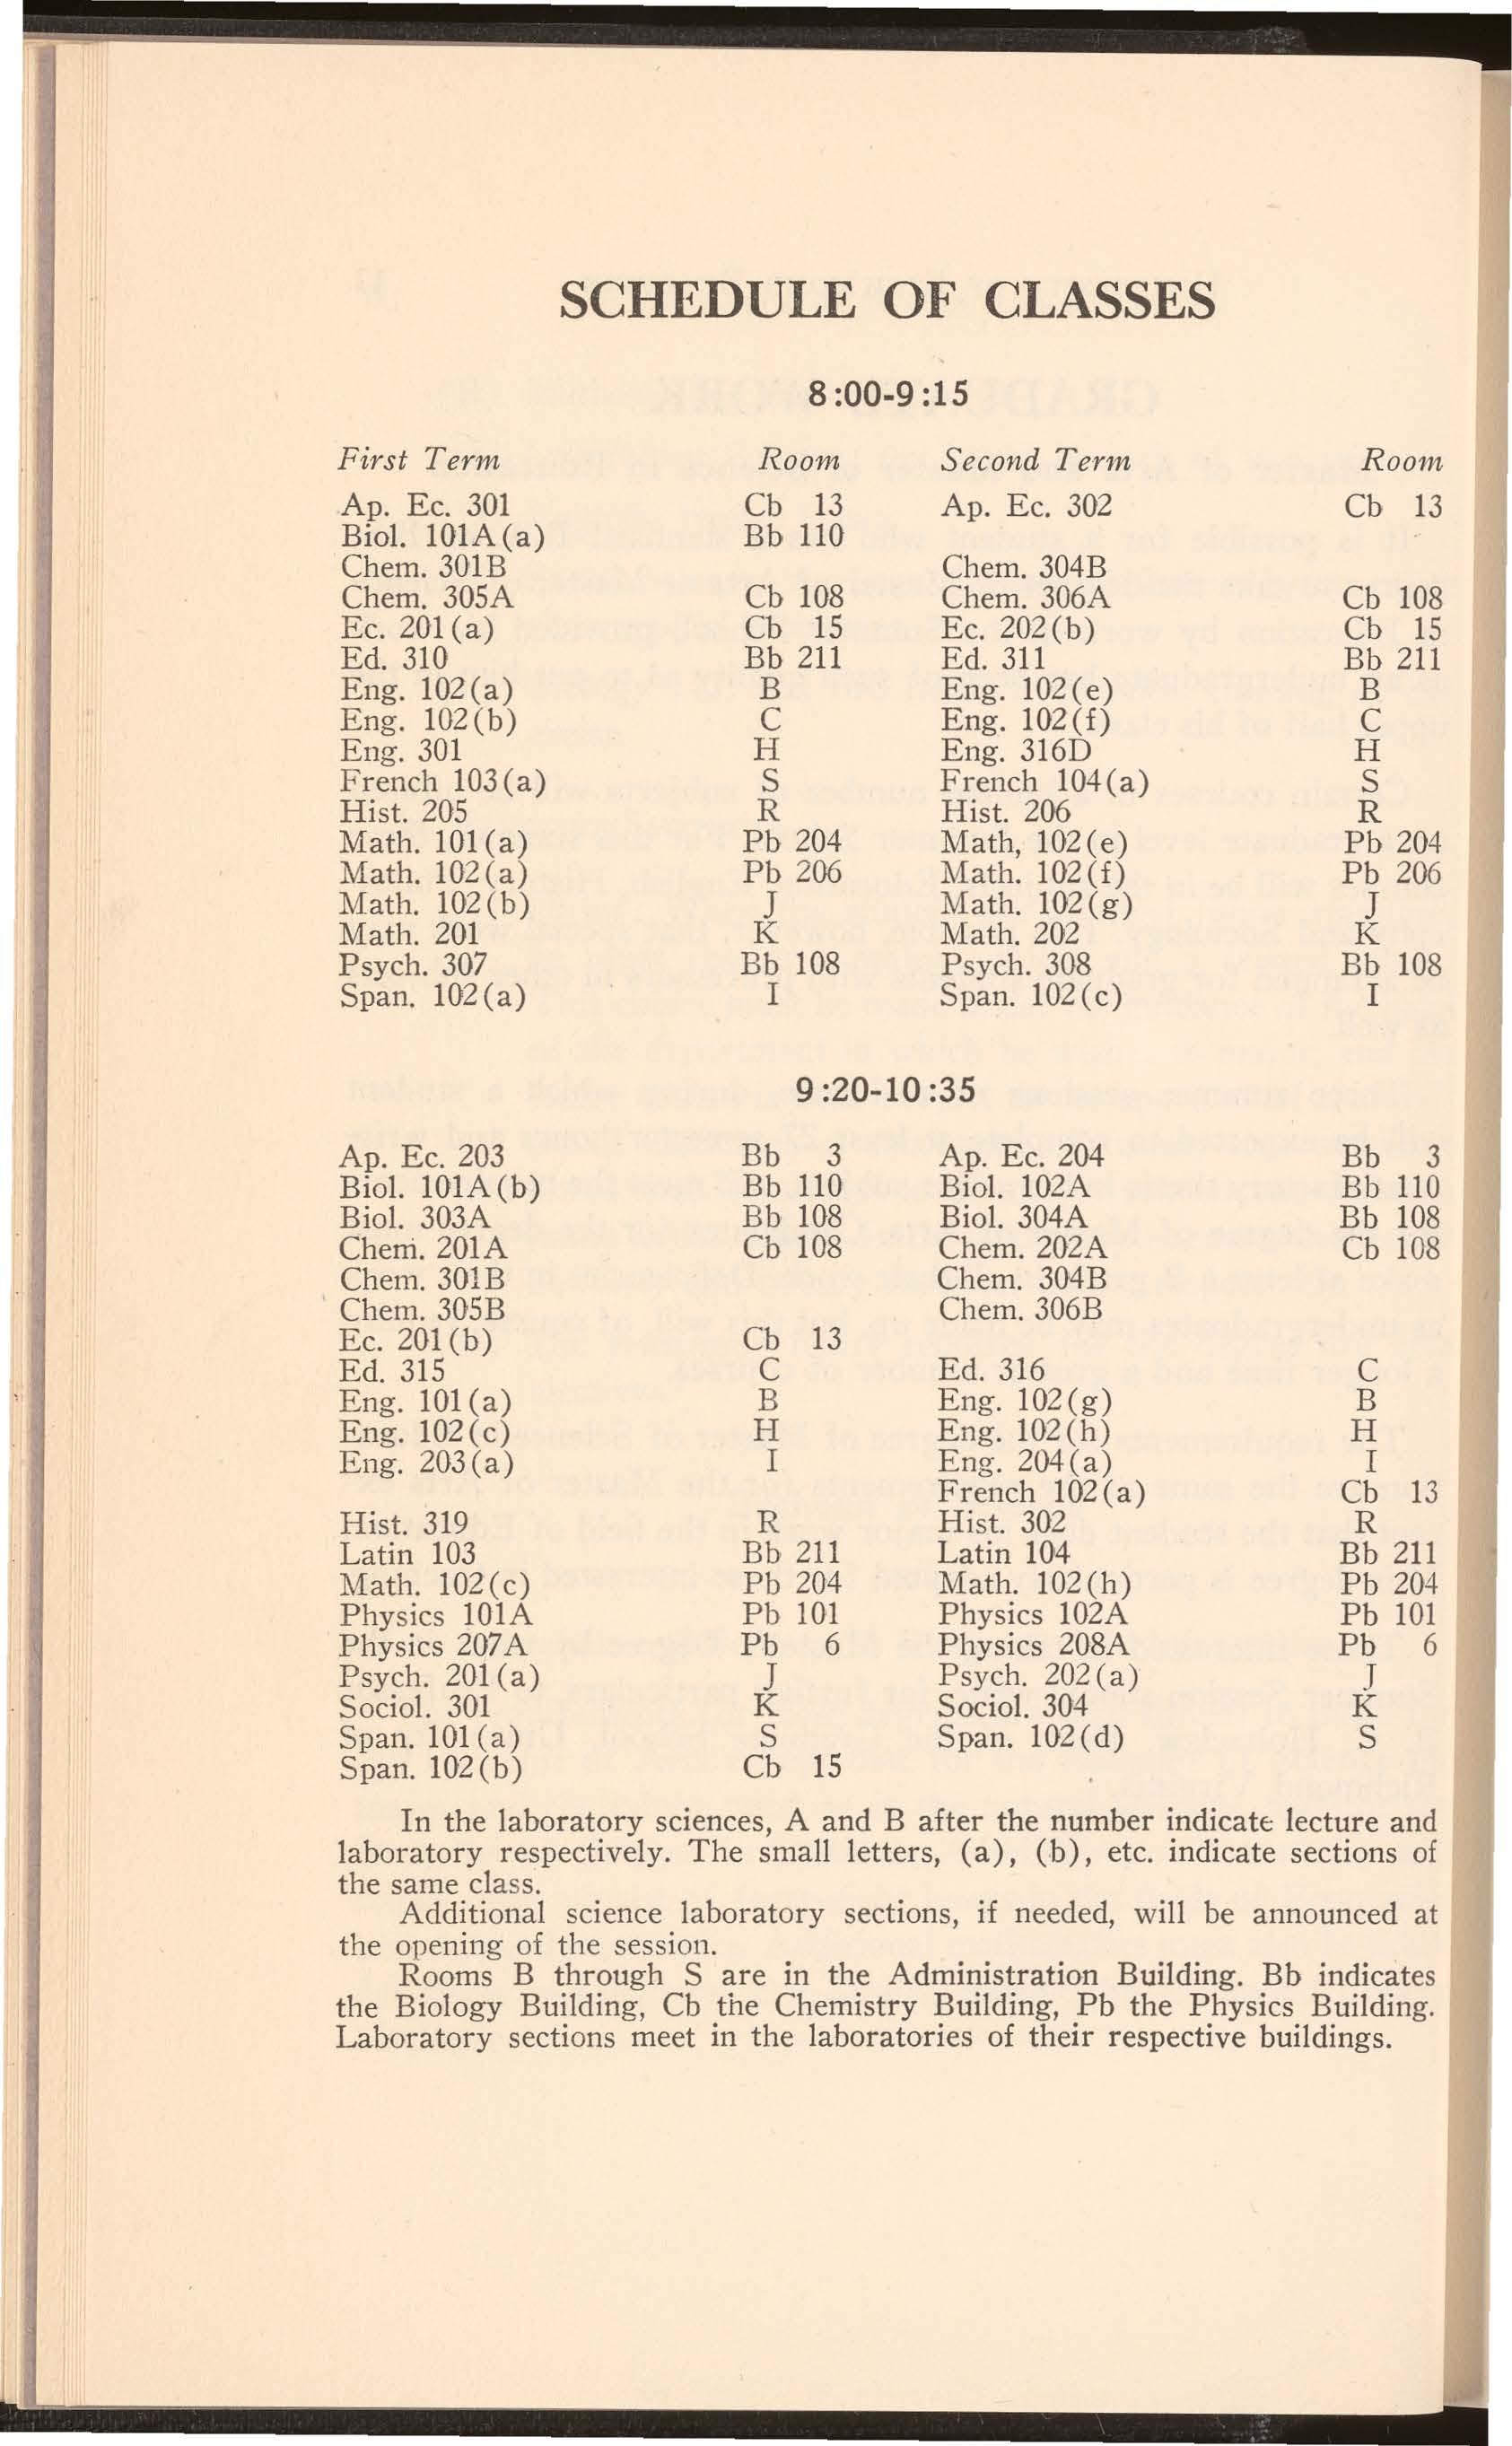 SCHEDULE OF CLASSES
8:00-9:15
First Term Room Second Term Room
Ap. Ec. 301 Cb 13 Ap. Ec. 302 Cb 13
Biol. 101A(a) Bb 110
Chem. 301B Chem. 304B
Chem. 305A Cb 108 Chem. 306A Cb 108
Ec. 201(a) Cb 15 Ec. 202(b) Cb 15
Ed. 310 Bb 211 Ed. 311 Bb 211
Eng. 102(a) B Eng. 102(e) B
Eng. 102(b) C Eng. 102(f) C
Eng. 301 H Eng. 316D H
French 103(a) S French 104(a) S
Hist. 205 R Hist. 206 R
Math. 101(a) Pb 204 Math, 102(e) Pb 204
Math. 102(a) Pb 206 Math. 102(f) Pb 206
Math. 102(b) J Math. 102(g) J
Math. 201 K Math. 202 K
Psych. 307 Bb 108 Psych. 308 Bb 108
Span. 102(a) I Span. 102(c) I
9:20-10:35
Ap. Ec. 203 Bb 3 Ap. Ec. 204 Bb 3
Biol. 101A(b) Bb 110 Biol. 102A Bb 110
Biol. 303A Bb 108 Biol. 304A Bb 108
Chem. 201A Cb 108 Chem. 202A Cb 108
Chem. 301B Chem. 304B
Chem. 305B Chem. 306B
Ec. 201(b) Cb 13
Ed. 315 C Ed. 316 C
Eng. 101(a) B Eng. 102(g) B
Eng. 102(c) H Eng. 102(h) H
Eng. 203(a) I Eng. 204(a) I
French 102(a) Cb 13
Hist. 319 R Hist. 302 R
Latin 103 Bb 211 Latin 104 Bb 211
Math. 102(c) Pb 204 Math. 102(h) Pb 204
Physics 101A Pb 101 Physics 102A Pb 101
Physics 207A Pb 6 Physics 208A Pb 6
Psych. 201(a) J Psych. 202(a) J
Sociol. 301 K Sociol. 304 K
Span. 101(a) S Span. 102(d) S
Span. 102(b) Cb 15
In the laboratory sciences, A and B after the number indicate lecture and
laboratory respectively. The small letters, (a), (b), etc. indicate sections of
the same class.
Additional science laboratory sections, if needed, will be announced at
the opening of the session.
Rooms B through S are in the Administration Building. Bb indicates
the Biology Building, Cb the Chemistry Building, Pb the Physics Building.
Laboratory sections meet in the laboratories of their respective buildings.